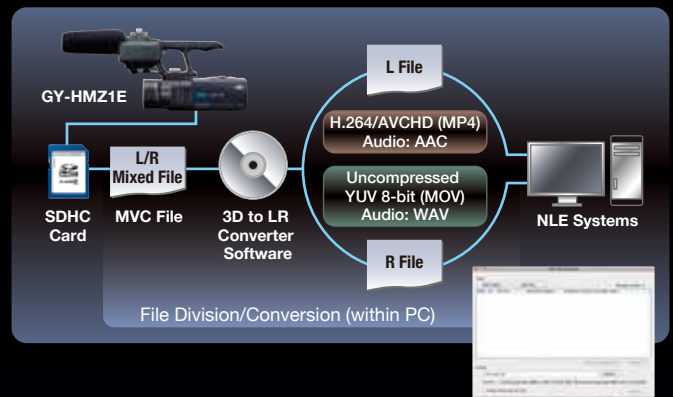 GY-HMZ1E
SDHC
Card
L/R
Mixed File
MVC File
3D to LR
Converter
Software
L File
H.264/AVCHD (MP4)
Audio: AAC
Uncompressed
YUV 8-bit (MOV)
Audio: WAV
R File
NLE Systems
File Division/Conversion (within PC)